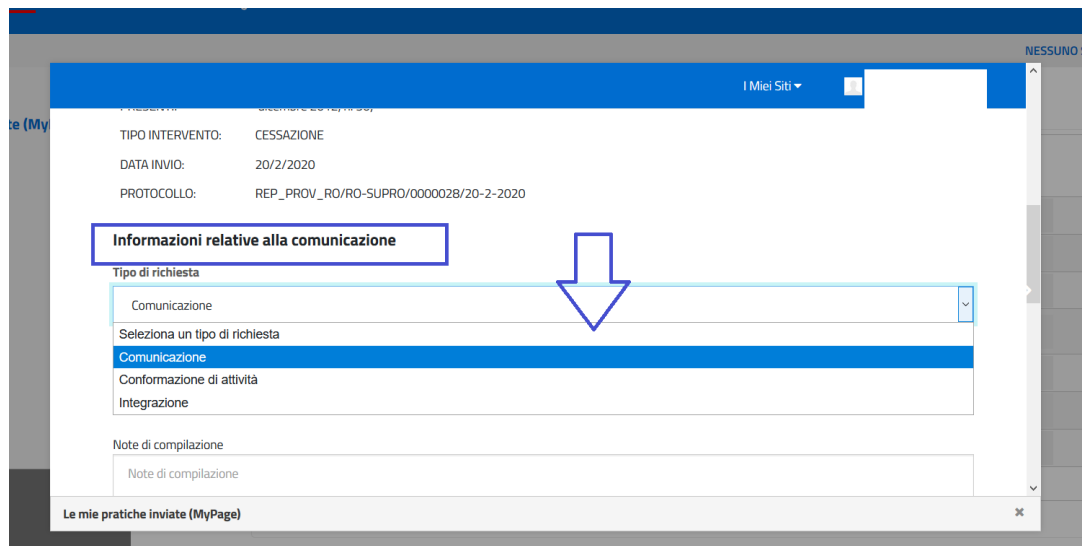 NESSUNO
I Miei Siti
te (My
TIPO INTERVENTO: CESSAZIONE
DATA INVIO: 20/2/2020
PROTOCOLLO: REP_PROV_RO/RO-SUPRO/0000028/20-2-2020
Informazioni relative alla comunicazione
Tipo di richiesta
Comunicazione
Seleziona un tipo di richiesta
Comunicazione
Conformazione di attività
Integrazione
Note di compilazione
Note di compilazione
Le mie pratiche inviate (MyPage)